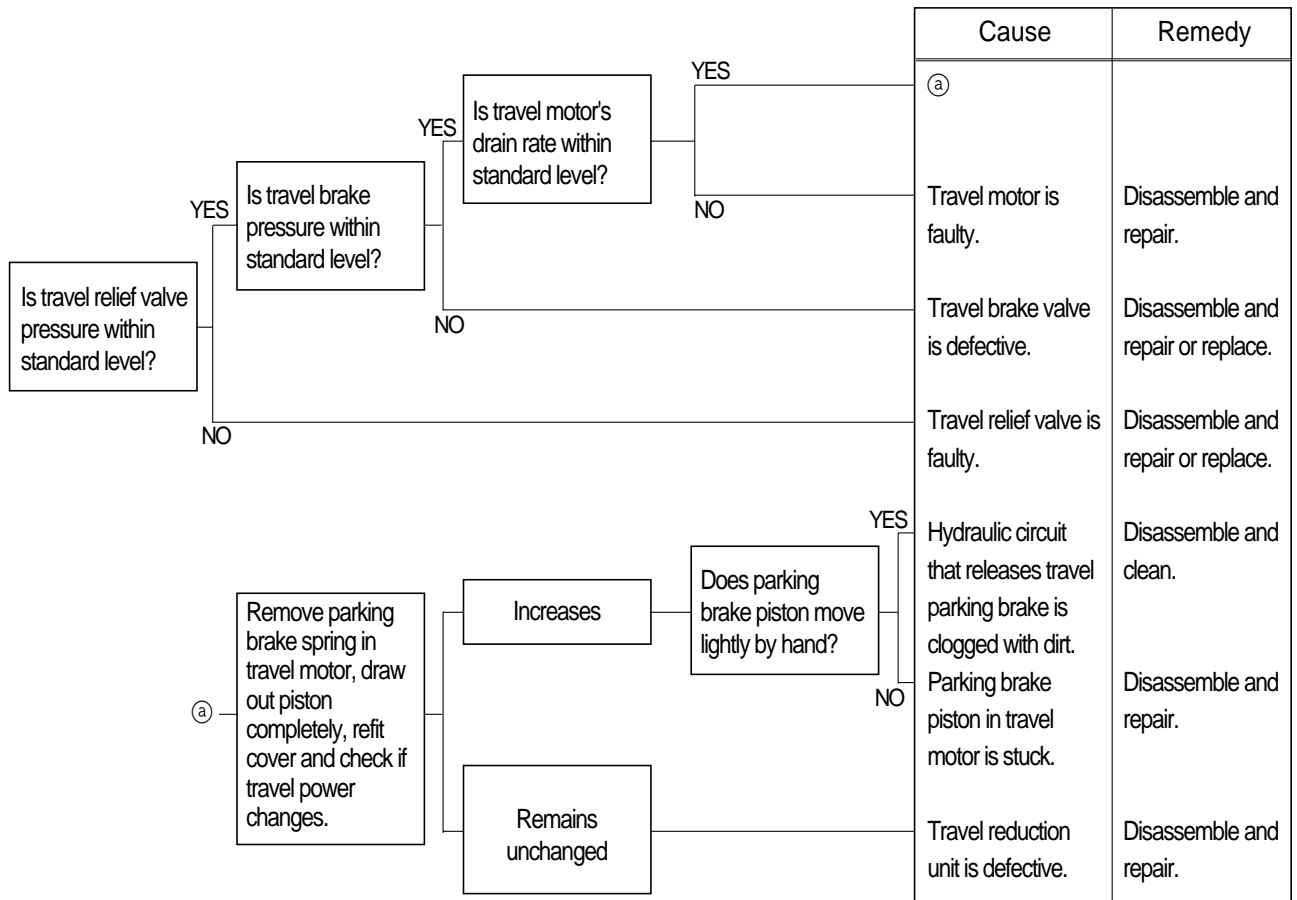 Cause
Remedy
YES
ⓐ
Is travel motor's
drain rate within
standard level?
YES
Is travel brake
pressure within
standard level?
NO
Travel motor is
faulty.
Disassemble and
repair.
YES
Is travel relief valve
pressure within
standard level?
NO
Travel brake valve
is defective.
Disassemble and
repair or replace.
NO
Travel relief valve is
faulty.
Disassemble and
repair or replace.
ⓐ
Remove parking
brake spring in
travel motor, draw
out piston
completely, refit
cover and check if
travel power
changes.
Increases
Does parking
brake piston move
lightly by hand?
YES
Hydraulic circuit
that releases travel
parking brake is
clogged with dirt.
Disassemble and
clean.
NO
Parking brake
piston in travel
motor is stuck.
Disassemble and
repair.
Remains
unchanged
Travel reduction
unit is defective.
Disassemble and
repair.